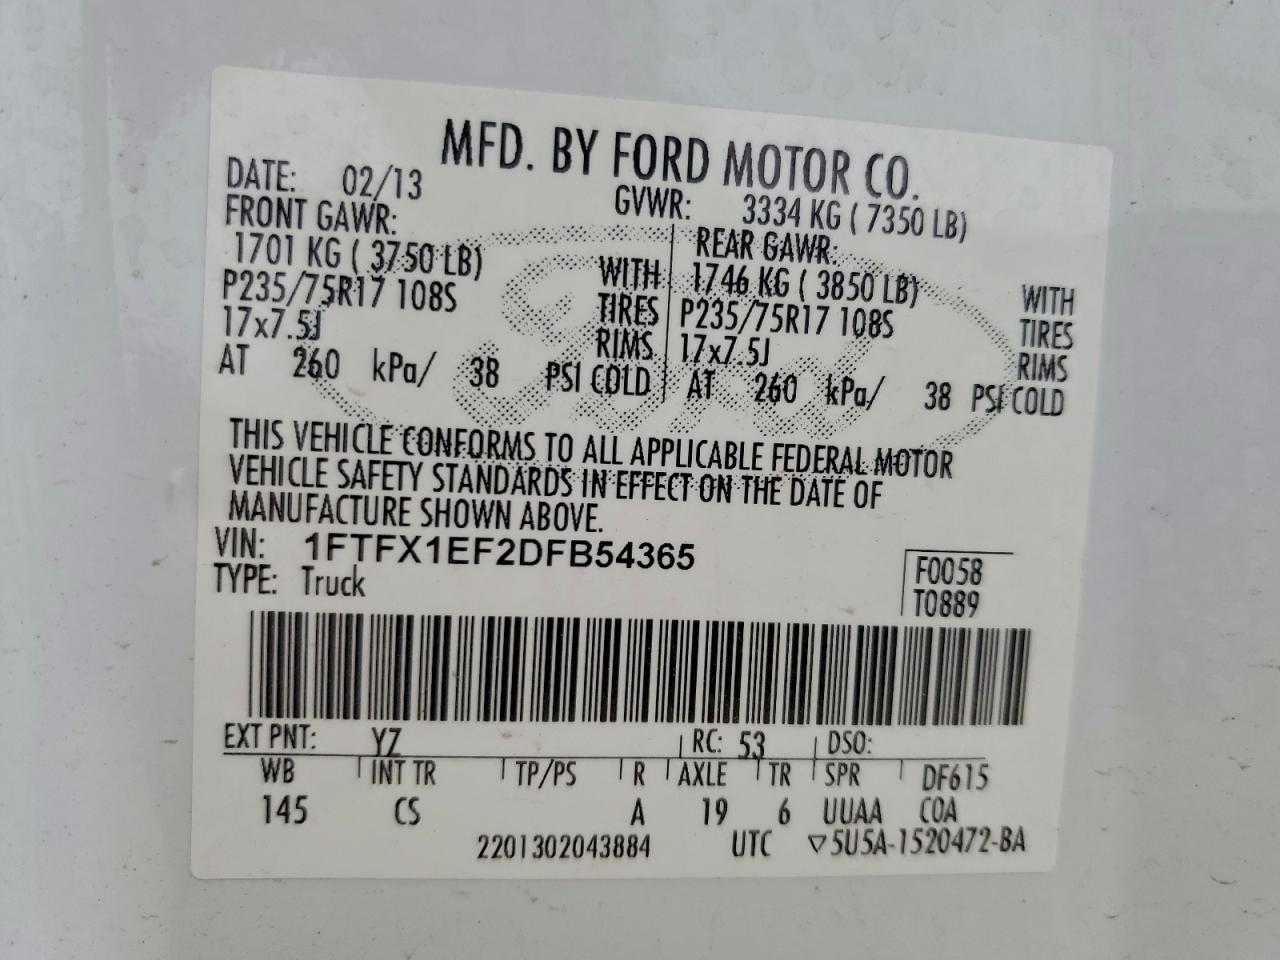 MFD. BY FORD MOTOR CO.
DATE: 02/13 GVWR: 3334 KG ( 7350 LB)
FRONT GAWR: REAR GAWR:
1701 KG ( 3750 LB) WITH 1746 KG ( 3850 LB) WITH
P235/75R17 108S TIRES P235/75R17 108S TIRES
17x7.5J RIMS 17x7.5J RIMS
AT 260 kPa/ 38 PSI COLD AT 260 kPa/ 38 PSI COLD
THIS VEHICLE CONFORMS TO ALL APPLICABLE FEDERAL MOTOR
VEHICLE SAFETY STANDARDS IN EFFECT ON THE DATE OF
MANUFACTURE SHOWN ABOVE.
VIN: 1FTFX1EF2DFB54365 F0058
TYPE: Truck T0889
EXT PNT: YZ RC: 53 DSO:
WB INT TR TP/PS R AXLE TR SPR DF615
145 CS A 19 6 UUAA COA
2201302043884 UTC ▽5U5A-1520472-BA